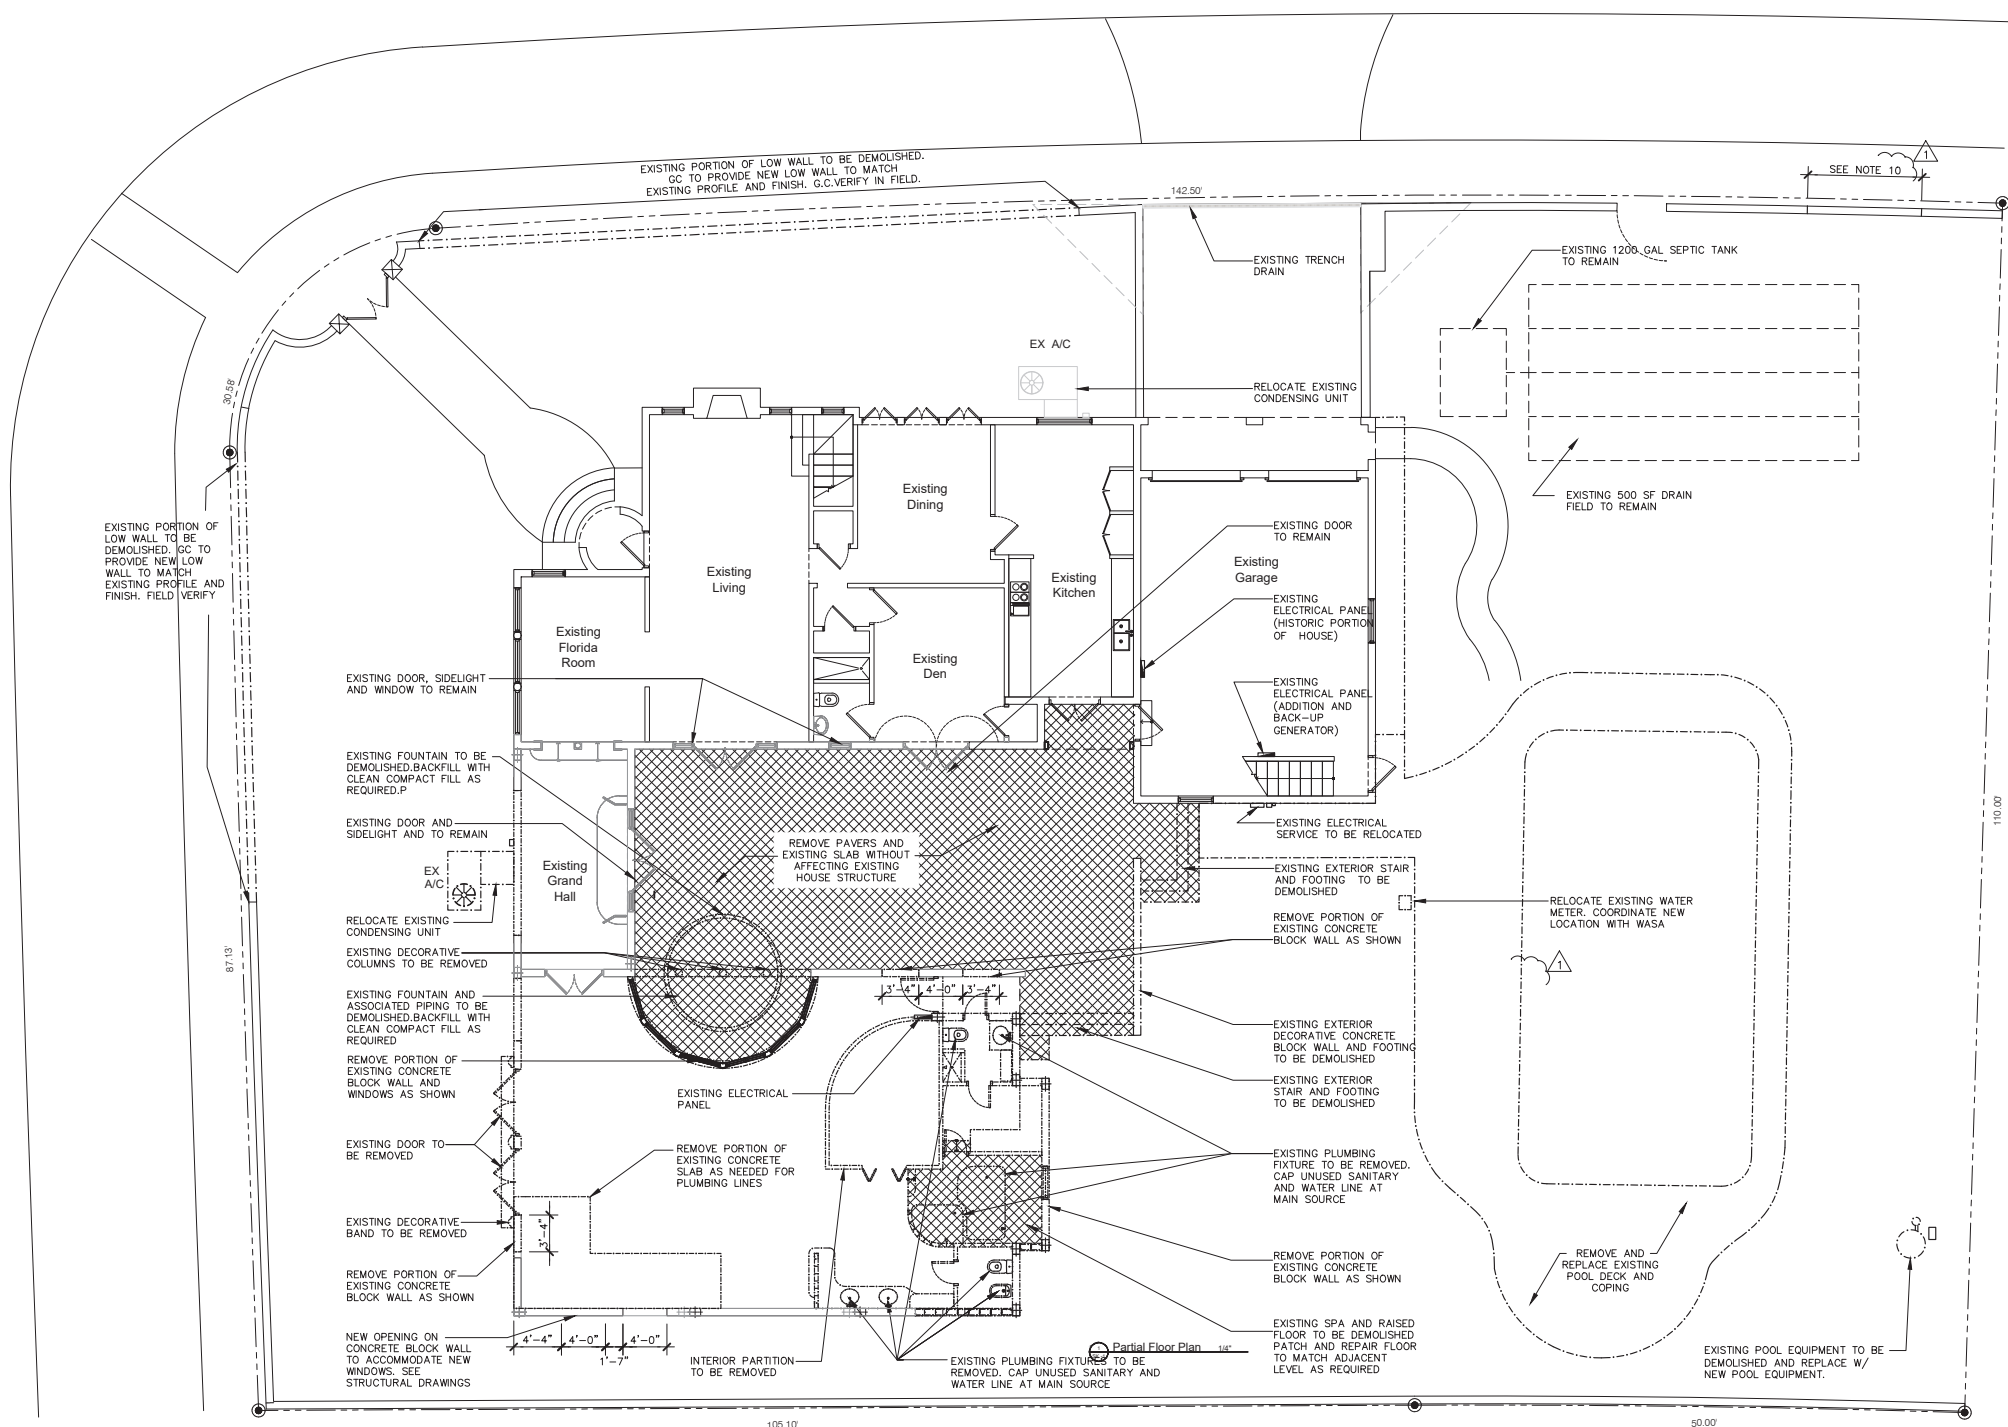 EXISTING PORTION OF LOW WALL TO BE DEMOLISHED.
GC TO PROVIDE NEW LOW WALL TO MATCH
EXISTING PROFILE AND FINISH. G.C.VERIFY IN FIELD.
142.50'
1
SEE NOTE 10
EXISTING 1200 GAL SEPTIC TANK
TO REMAIN
EXISTING TRENCH
DRAIN
EX A/C
RELOCATE EXISTING
CONDENSING UNIT
30.58'
EXISTING 500 SF DRAIN
FIELD TO REMAIN
EXISTING PORTION OF
LOW WALL TO BE
DEMOLISHED. GC TO
PROVIDE NEW LOW
WALL TO MATCH
EXISTING PROFILE AND
FINISH. FIELD VERIFY
Existing
Dining
EXISTING DOOR
TO REMAIN
Existing
Garage
Existing
Living
Existing
Kitchen
EXISTING
ELECTRICAL PANEL
(HISTORIC PORTION
OF HOUSE)
Existing
Florida
Room
Existing
Den
EXISTING DOOR, SIDELIGHT
AND WINDOW TO REMAIN
EXISTING
ELECTRICAL PANEL
(ADDITION AND
BACK-UP
GENERATOR)
EXISTING FOUNTAIN TO BE
DEMOLISHED.BACKFILL WITH
CLEAN COMPACT FILL AS
REQUIRED.P
EXISTING DOOR AND
SIDELIGHT AND TO REMAIN
EXISTING ELECTRICAL
SERVICE TO BE RELOCATED
110.00'
REMOVE PAVERS AND
EXISTING SLAB WITHOUT
AFFECTING EXISTING
HOUSE STRUCTURE
EX
A/C
Existing
Grand
Hall
EXISTING EXTERIOR STAIR
AND FOOTING TO BE
DEMOLISHED
RELOCATE EXISTING WATER
METER. COORDINATE NEW
LOCATION WITH WASA
RELOCATE EXISTING
CONDENSING UNIT
REMOVE PORTION OF
EXISTING CONCRETE
BLOCK WALL AS SHOWN
87.13'
EXISTING DECORATIVE
COLUMNS TO BE REMOVED
1
3'-4"
4'-0"
3'-4"
EXISTING FOUNTAIN AND
ASSOCIATED PIPING TO BE
DEMOLISHED.BACKFILL WITH
CLEAN COMPACT FILL AS
REQUIRED
EXISTING EXTERIOR
DECORATIVE CONCRETE
BLOCK WALL AND FOOTING
TO BE DEMOLISHED
REMOVE PORTION OF
EXISTING CONCRETE
BLOCK WALL AND
WINDOWS AS SHOWN
EXISTING ELECTRICAL
PANEL
EXISTING EXTERIOR
STAIR AND FOOTING
TO BE DEMOLISHED
EXISTING DOOR TO
BE REMOVED
REMOVE PORTION OF
EXISTING CONCRETE
SLAB AS NEEDED FOR
PLUMBING LINES
EXISTING PLUMBING
FIXTURE TO BE REMOVED.
CAP UNUSED SANITARY
AND WATER LINE AT
MAIN SOURCE
EXISTING DECORATIVE
BAND TO BE REMOVED
3'-4"
REMOVE PORTION OF
EXISTING CONCRETE
BLOCK WALL AS SHOWN
REMOVE PORTION OF
EXISTING CONCRETE
BLOCK WALL AS SHOWN
REMOVE AND
REPLACE EXISTING
POOL DECK AND
COPING
NEW OPENING ON
CONCRETE BLOCK WALL
TO ACCOMMODATE NEW
WINDOWS. SEE
STRUCTURAL DRAWINGS
4'-4"
4'-0"
4'-0"
1'-7"
INTERIOR PARTITION
TO BE REMOVED
EXISTING PLUMBING FIXTURES TO BE
REMOVED. CAP UNUSED SANITARY AND
WATER LINE AT MAIN SOURCE
Partial Floor Plan
1/4"
EXISTING SPA AND RAISED
FLOOR TO BE DEMOLISHED
PATCH AND REPAIR FLOOR
TO MATCH ADJACENT
LEVEL AS REQUIRED
EXISTING POOL EQUIPMENT TO BE
DEMOLISHED AND REPLACE W/
NEW POOL EQUIPMENT.
105.10'
50.00'